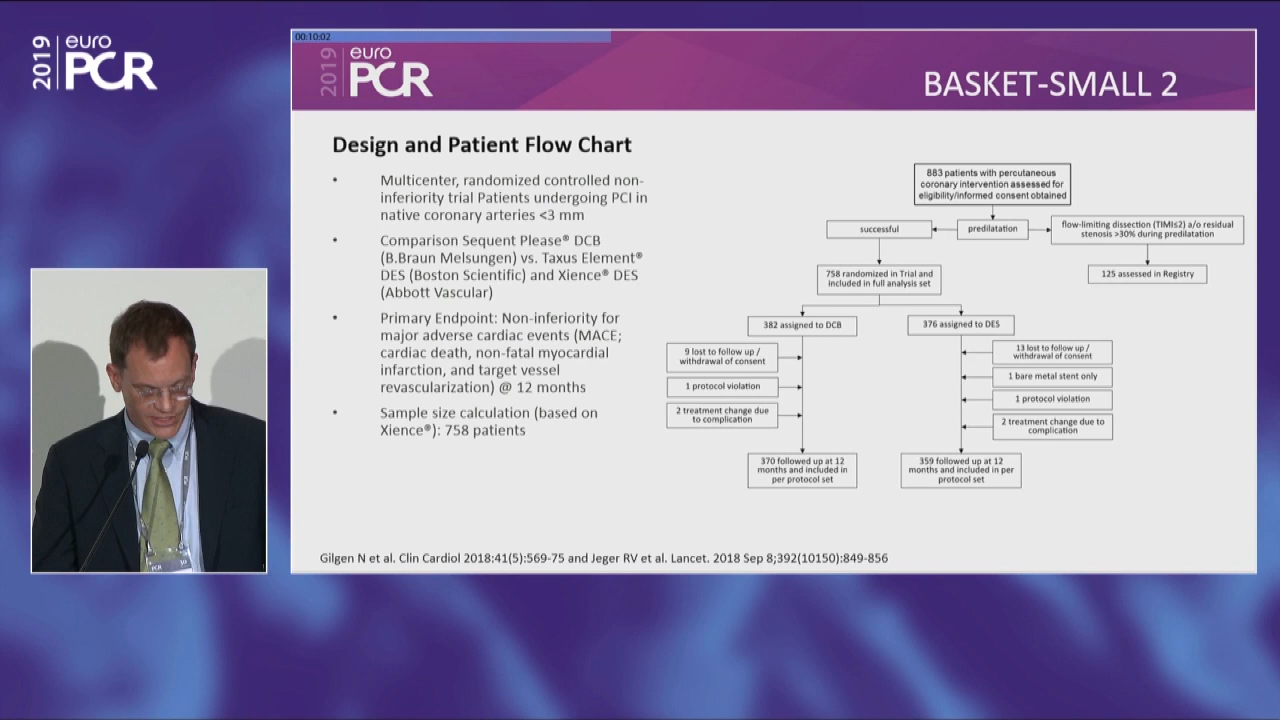 2019
euro
PCR
00:10:02
2019
euro
PCR
BASKET-SMALL 2
Design and Patient Flow Chart
• Multicenter, randomized controlled non-
inferiority trial Patients undergoing PCI in
native coronary arteries <3 mm
• Comparison Sequent Please® DCB
(B.Braun Melsungen) vs. Taxus Element®
DES (Boston Scientific) and Xience® DES
(Abbott Vascular)
• Primary Endpoint: Non-inferiority for
major adverse cardiac events (MACE;
cardiac death, non-fatal myocardial
infarction, and target vessel
revascularization) @ 12 months
• Sample size calculation (based on
Xience®): 758 patients
883 patients with percutaneous
coronary intervention assessed for
eligibility/informed consent obtained
successful
predilatation
flow-limiting dissection (TIMI≤2) a/o residual
stenosis >30% during predilatation
758 randomized in Trial and
included in full analysis set
125 assessed in Registry
382 assigned to DCB
376 assigned to DES
9 lost to follow up /
withdrawal of consent
1 protocol violation
2 treatment change due
to complication
13 lost to follow up /
withdrawal of consent
1 bare metal stent only
1 protocol violation
2 treatment change due to
complication
370 followed up at 12
months and included in
per protocol set
359 followed up at 12
months and included in per
protocol set
Gilgen N et al. Clin Cardiol 2018:41(5):569-75 and Jeger RV et al. Lancet. 2018 Sep 8;392(10150):849-856
PCR